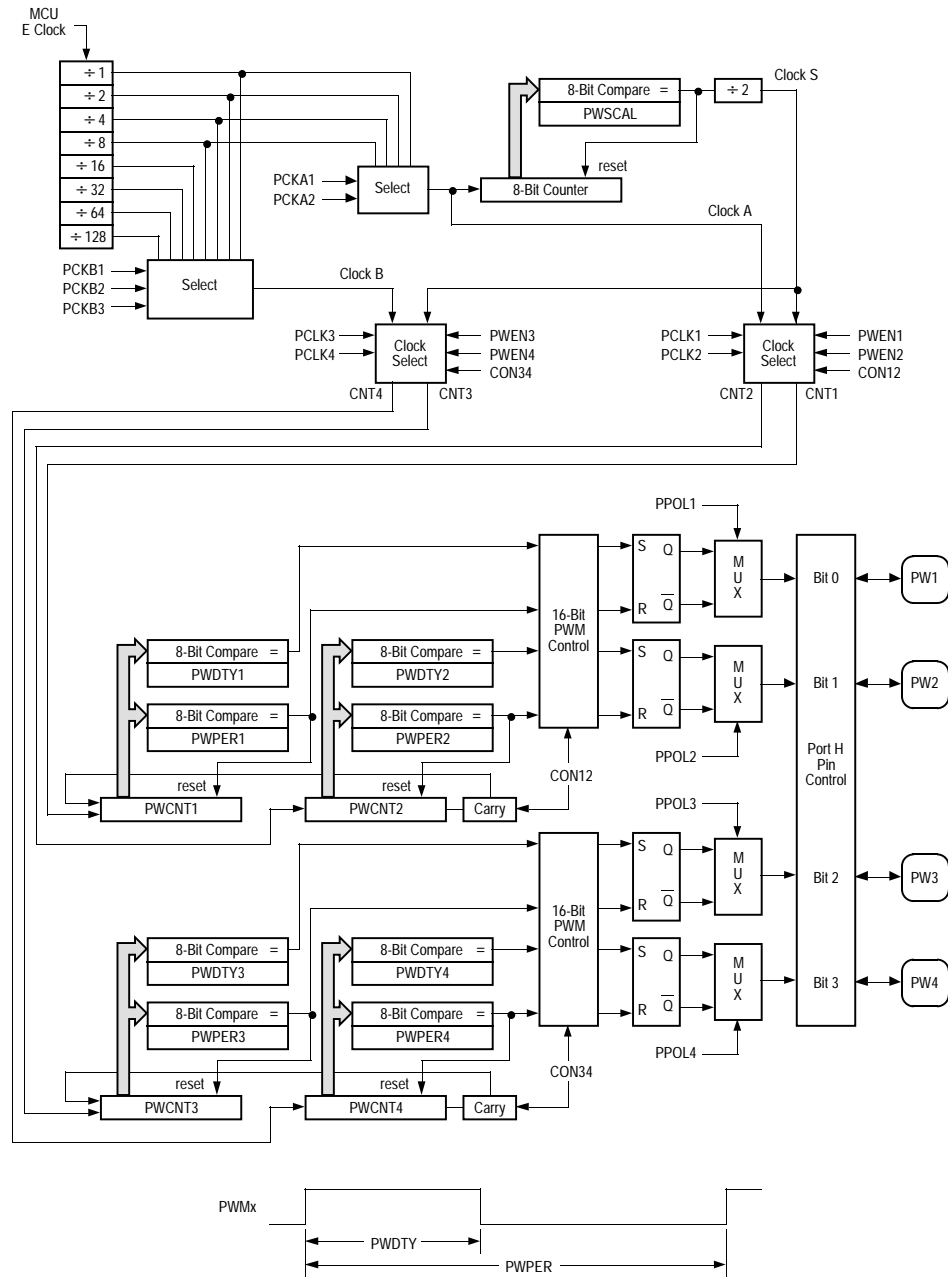 MCU
E Clock
÷ 1
÷ 2
÷ 4
÷ 8
÷ 16
÷ 32
÷ 64
÷ 128
8-Bit Compare =
PWSCAL
÷ 2
Clock S
reset
PCKA1
PCKA2
Select
8-Bit Counter
Clock A
PCKB1
PCKB2
PCKB3
Select
Clock B
PCLK3
PCLK4
Clock
Select
PWEN3
PWEN4
CON34
CNT4
CNT3
PCLK1
PCLK2
Clock
Select
PWEN1
PWEN2
CON12
CNT2
CNT1
PPOL1
16-Bit
PWM
Control
S
Q
R
Q
M
U
X
Bit 0
PW1
8-Bit Compare =
PWDTY1
8-Bit Compare =
PWDTY2
S
Q
R
Q
M
U
X
Bit 1
PW2
8-Bit Compare =
PWPER1
8-Bit Compare =
PWPER2
PPOL2
Port H
Pin
Control
reset
reset
CON12
PWCNT1
PWCNT2
Carry
PPOL3
16-Bit
PWM
Control
S
Q
R
Q
M
U
X
Bit 2
PW3
8-Bit Compare =
PWDTY3
8-Bit Compare =
PWDTY4
S
Q
R
Q
M
U
X
Bit 3
PW4
8-Bit Compare =
PWPER3
8-Bit Compare =
PWPER4
PPOL4
reset
reset
CON34
PWCNT3
PWCNT4
Carry
PWMx
PWDTY
PWPER